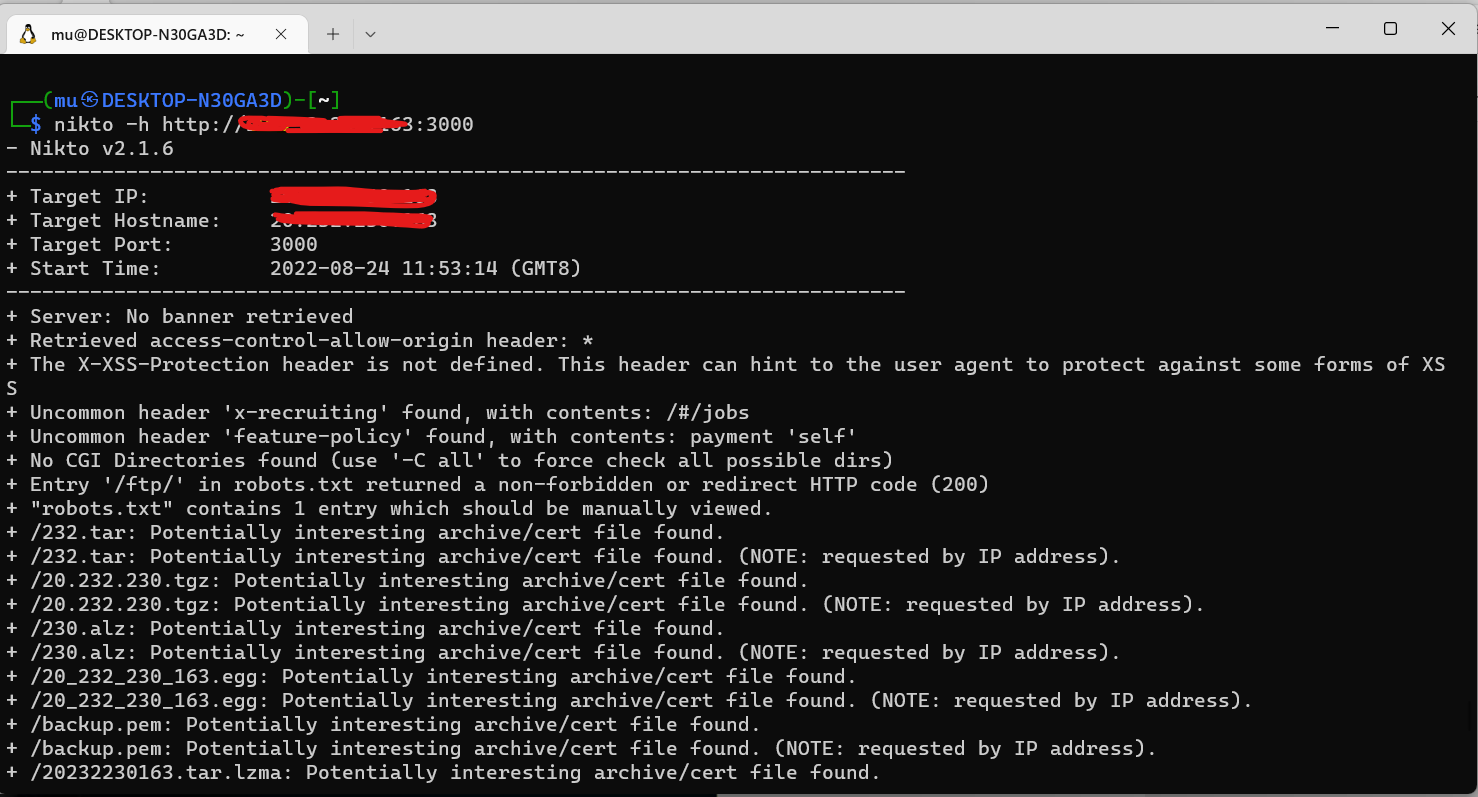 mu@DESKTOP-N30GA3D: ~
(mu㉿DESKTOP-N30GA3D)-[~]
$ nikto -h http:// 63:3000
- Nikto v2.1.6
---------------------------------------------------------------------------
+ Target IP:
+ Target Hostname:
+ Target Port: 3000
+ Start Time: 2022-08-24 11:53:14 (GMT8)
---------------------------------------------------------------------------
+ Server: No banner retrieved
+ Retrieved access-control-allow-origin header: *
+ The X-XSS-Protection header is not defined. This header can hint to the user agent to protect against some forms of XS
S
+ Uncommon header 'x-recruiting' found, with contents: /#/jobs
+ Uncommon header 'feature-policy' found, with contents: payment 'self'
+ No CGI Directories found (use '-C all' to force check all possible dirs)
+ Entry '/ftp/' in robots.txt returned a non-forbidden or redirect HTTP code (200)
+ "robots.txt" contains 1 entry which should be manually viewed.
+ /232.tar: Potentially interesting archive/cert file found.
+ /232.tar: Potentially interesting archive/cert file found. (NOTE: requested by IP address).
+ /20.232.230.tgz: Potentially interesting archive/cert file found.
+ /20.232.230.tgz: Potentially interesting archive/cert file found. (NOTE: requested by IP address).
+ /230.alz: Potentially interesting archive/cert file found.
+ /230.alz: Potentially interesting archive/cert file found. (NOTE: requested by IP address).
+ /20_232_230_163.egg: Potentially interesting archive/cert file found.
+ /20_232_230_163.egg: Potentially interesting archive/cert file found. (NOTE: requested by IP address).
+ /backup.pem: Potentially interesting archive/cert file found.
+ /backup.pem: Potentially interesting archive/cert file found. (NOTE: requested by IP address).
+ /20232230163.tar.lzma: Potentially interesting archive/cert file found.